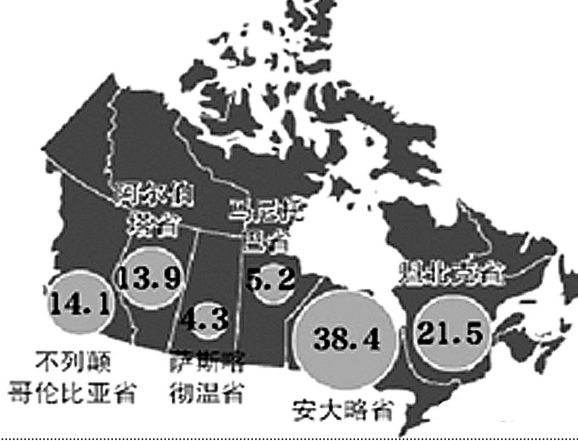 阿尔伯
塔省
马尼托
巴省
魁北克省
13.9
5.2
14.1
4.3
38.4
21.5
不列颠
哥伦比亚省
萨斯喀
彻温省
安大略省